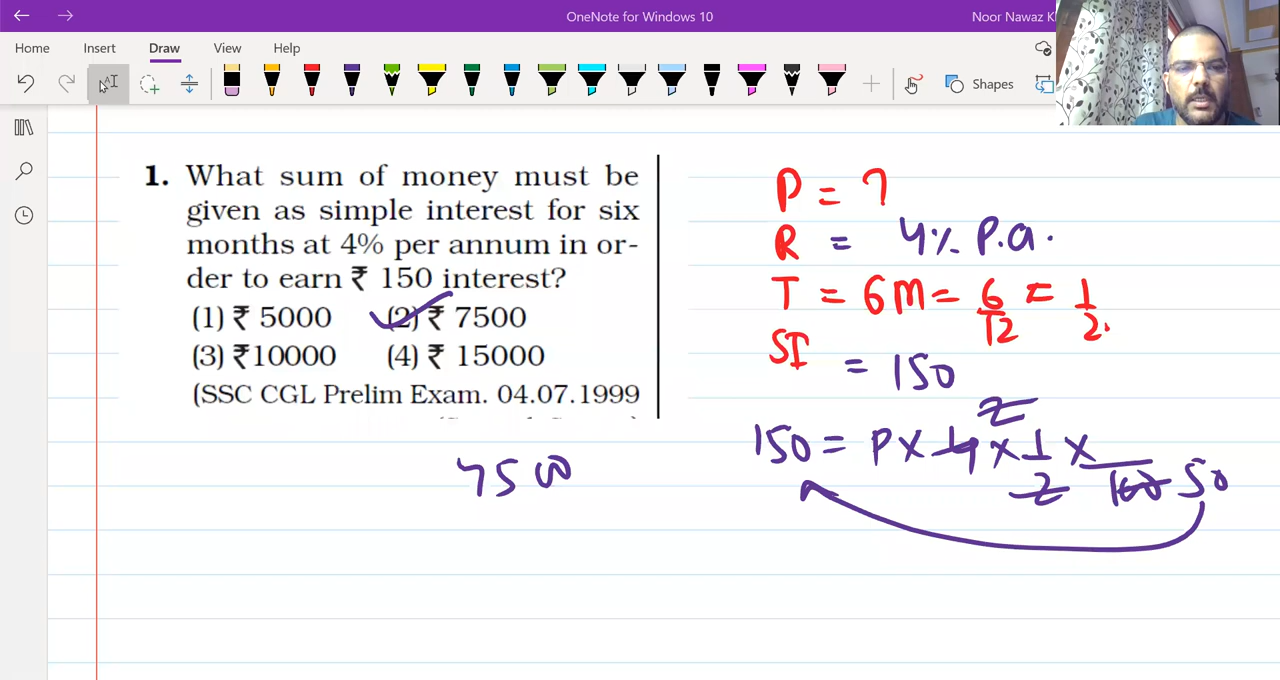 OneNote for Windows 10
Noor Nawaz
Home Insert Draw View Help
Shapes
1. What sum of money must be
given as simple interest for six
months at 4% per annum in or-
der to earn ₹ 150 interest?
(1) ₹ 5000 (2) ₹ 7500
(3) ₹10000 (4) ₹ 15000
(SSC CGL Prelim Exam. 04.07.1999
P = ?
R = 4% P.a.
T = 6M = 6/12 = 1/2
SI = 150
2
150 = P × 4 × 1/2 × /100 50
7500